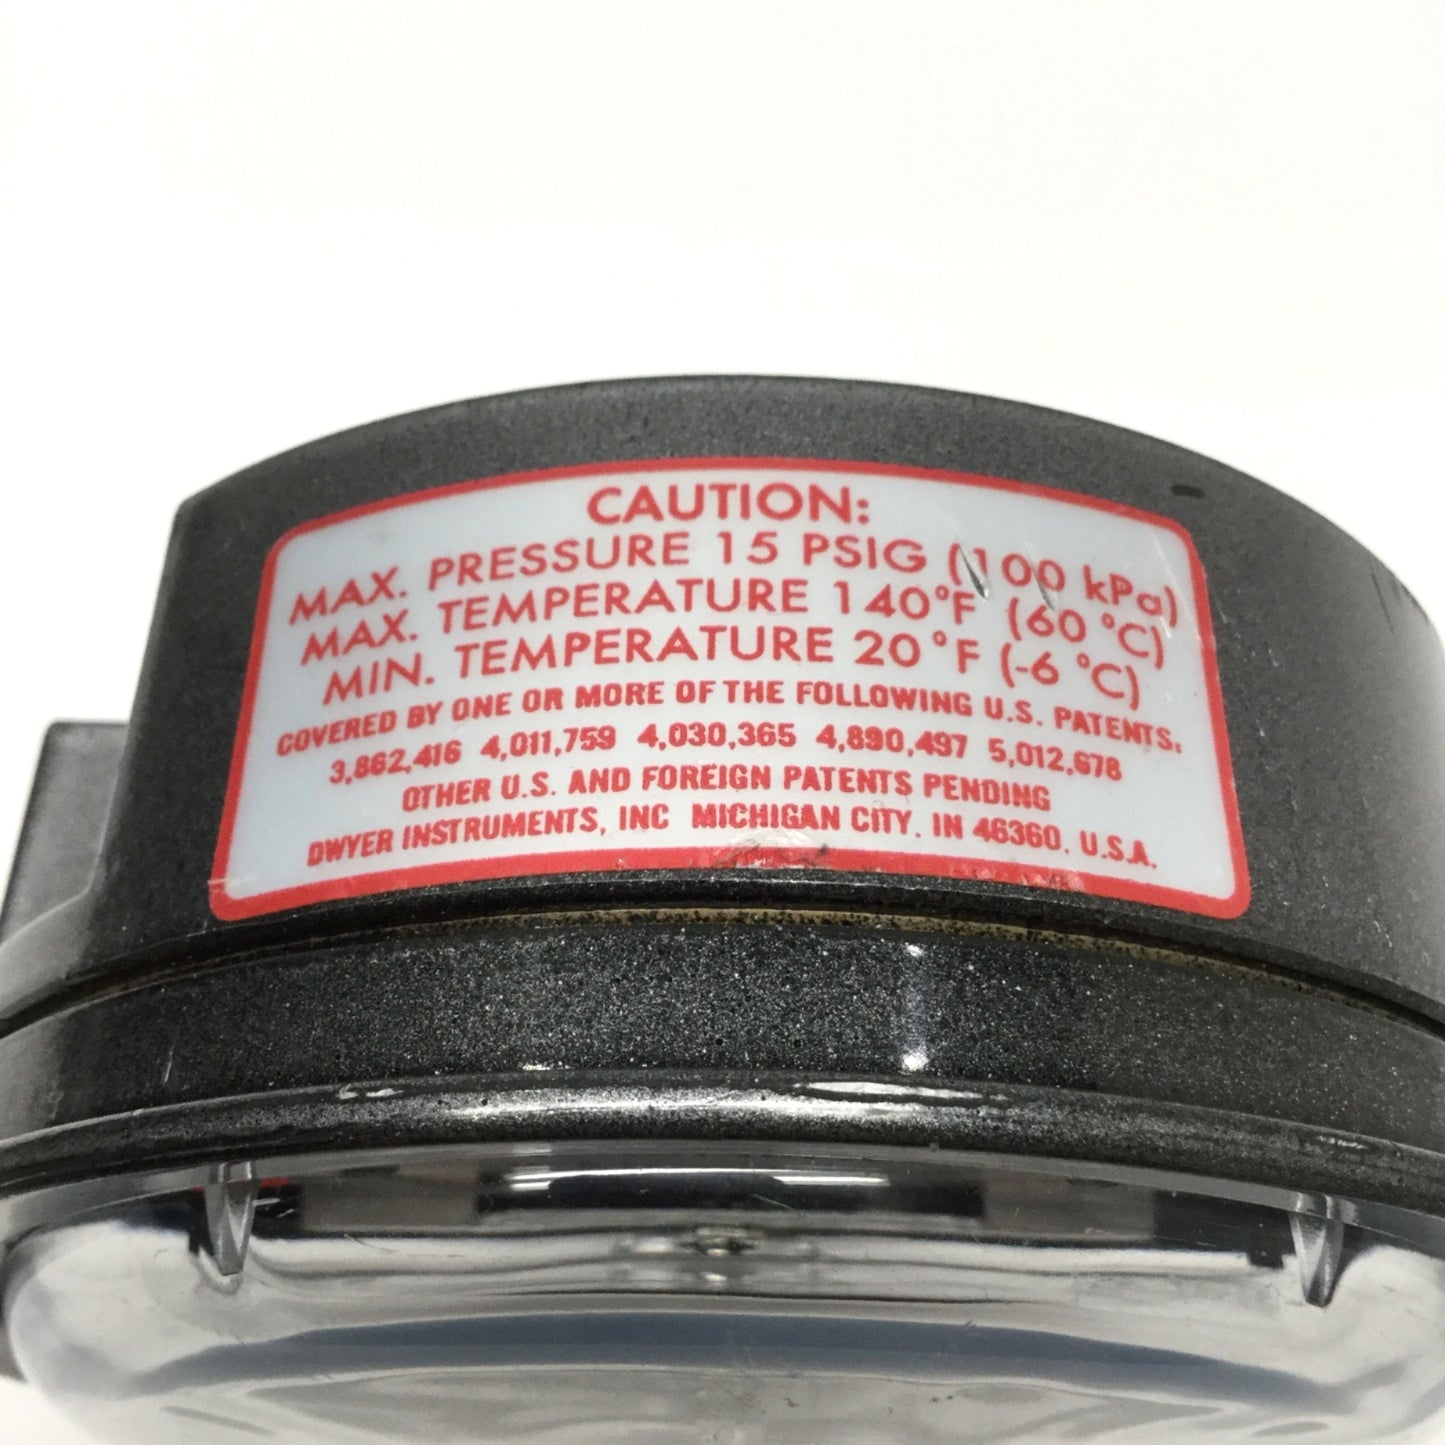 CAUTION:
MAX. PRESSURE 15 PSIG (100 kPa)
MAX. TEMPERATURE 140°F (60 °C)
MIN. TEMPERATURE 20°F (-6 °C)
COVERED BY ONE OR MORE OF THE FOLLOWING U.S. PATENTS:
3,862,416 4,011,759 4,030,365 4,890,497 5,012,678
OTHER U.S. AND FOREIGN PATENTS PENDING
DWYER INSTRUMENTS, INC MICHIGAN CITY, IN 46360, U.S.A.